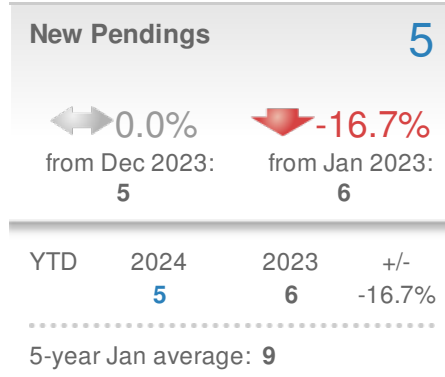 New Pendings 5
0.0% -16.7%
from Dec 2023: from Jan 2023:
5 6
YTD 2024 2023 +/-
5 6 -16.7%
5-year Jan average: 9